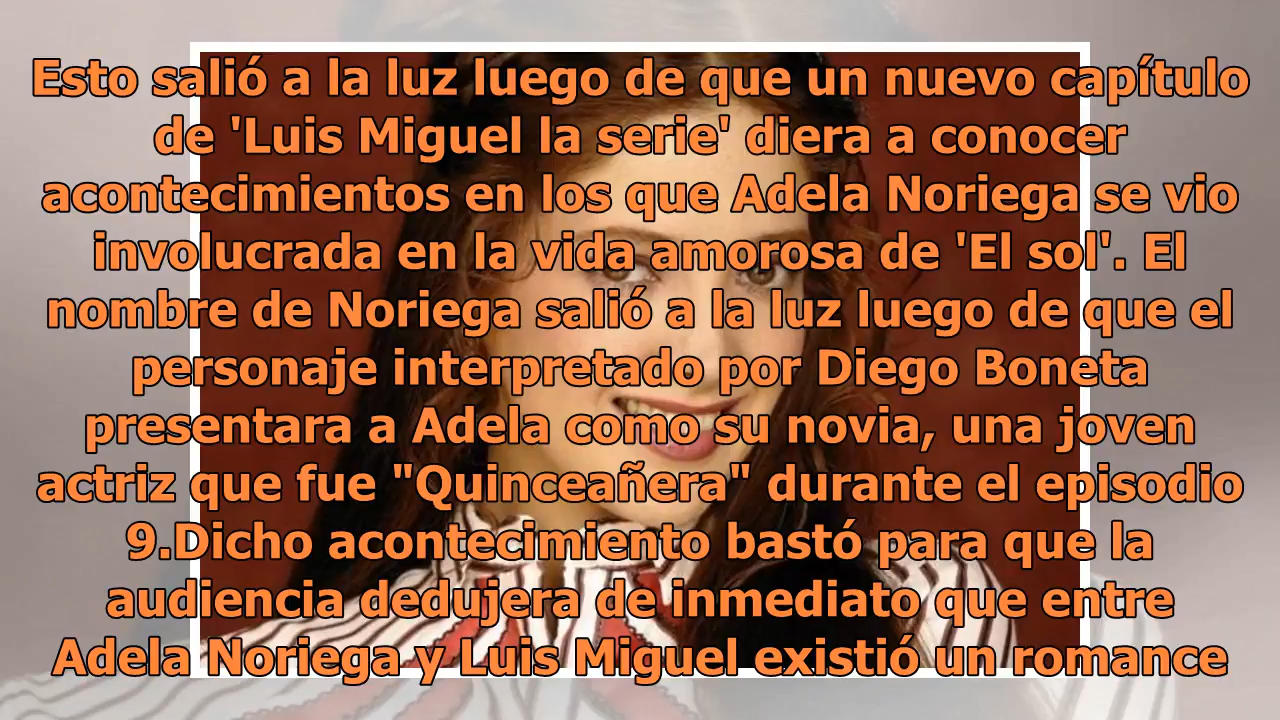 Esto salió a la luz luego de que un nuevo capítulo
de 'Luis Miguel la serie' diera a conocer
acontecimientos en los que Adela Noriega se vio
involucrada en la vida amorosa de 'El sol'. El
nombre de Noriega salió a la luz luego de que el
personaje interpretado por Diego Boneta
presentara a Adela como su novia, una joven
actriz que fue "Quinceañera" durante el episodio
9.Dicho acontecimiento bastó para que la
audiencia dedujera de inmediato que entre
Adela Noriega y Luis Miguel existió un romance